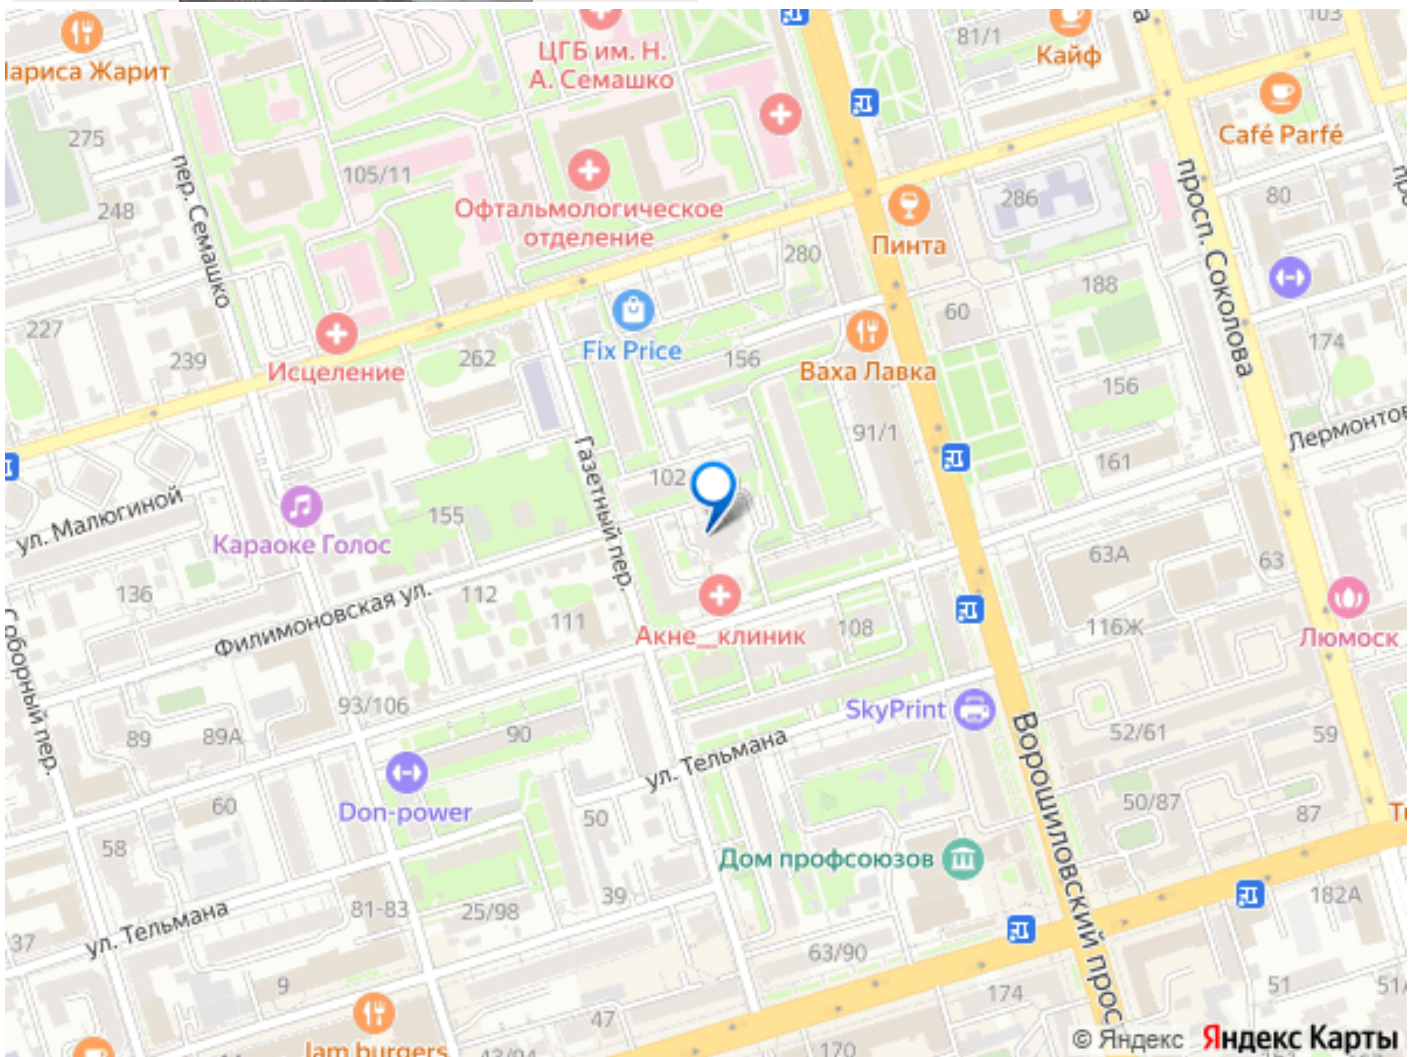 103
81/1
ЦГБ им. Н.
А. Семашко
Кайф
Лариса Жарит
Café Parfé
275
пер. Семашко
105/11
просп. Соколова
286
80
248
Офтальмологическое
отделение
Пинта
280
188
227
60
174
239
Исцеление
262
Fix Price
156
Ваха Лавка
156
91/1
Лермонтов
161
Газетный пер.
102
ул. Малюгиной
155
Караоке Голос
63А
63
136
Филимоновская ул.
112
111
Акне__клиник
108
116Ж
Люмоск
Соборный пер.
93/106
SkyPrint
89
89А
90
ул. Тельмана
Ворошиловский прос
52/61
59
60
Don-power
50
50/87
87
58
Дом профсоюзов
81-83
25/98
39
182А
37
ул. Тельмана
63/90
9
174
51
51/
47
Jam burgers
43/94
170
© Яндекс Яндекс Карты